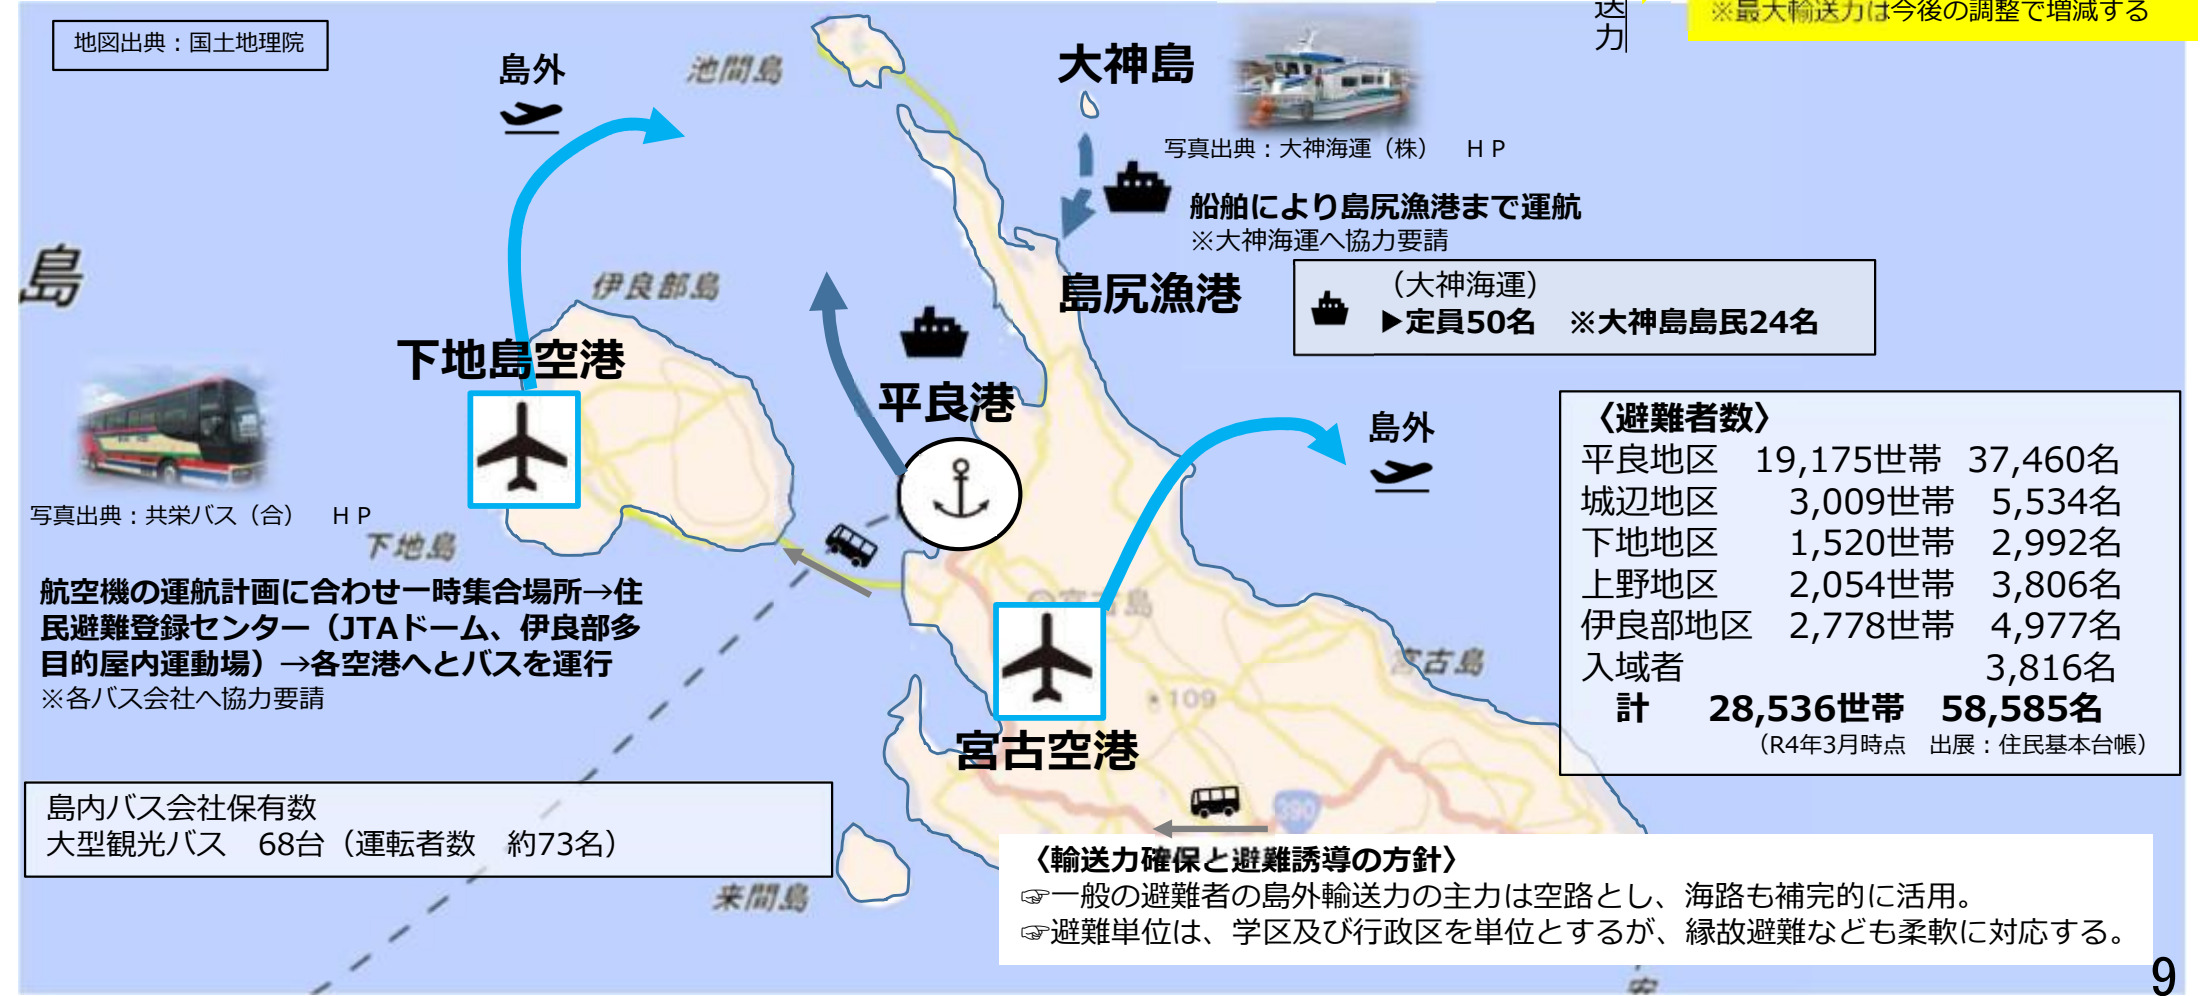 送力
※最大輸送力は今後の調整で増減する
地図出典：国土地理院
島外
池間島
大神島
写真出典：大神海運（株）　ＨＰ
船舶により島尻漁港まで運航
※大神海運へ協力要請
島
伊良部島
島尻漁港
（大神海運）
▶定員50名　※大神島島民24名
下地島空港
平良港
島外
写真出典：共栄バス（合）　ＨＰ
下地島
航空機の運航計画に合わせ一時集合場所→住
民避難登録センター（JTAドーム、伊良部多
目的屋内運動場）→各空港へとバスを運行
※各バス会社へ協力要請
〈避難者数〉
平良地区　19,175世帯　37,460名
城辺地区　3,009世帯　5,534名
下地地区　1,520世帯　2,992名
上野地区　2,054世帯　3,806名
伊良部地区　2,778世帯　4,977名
入域者　3,816名
計　28,536世帯　58,585名
（R4年3月時点　出展：住民基本台帳）
宮古島
宮古島
109
宮古空港
390
島内バス会社保有数
大型観光バス　68台（運転者数　約73名）
来間島
〈輸送力確保と避難誘導の方針〉
☞一般の避難者の島外輸送力の主力は空路とし、海路も補完的に活用。
☞避難単位は、学区及び行政区を単位とするが、縁故避難なども柔軟に対応する。
9